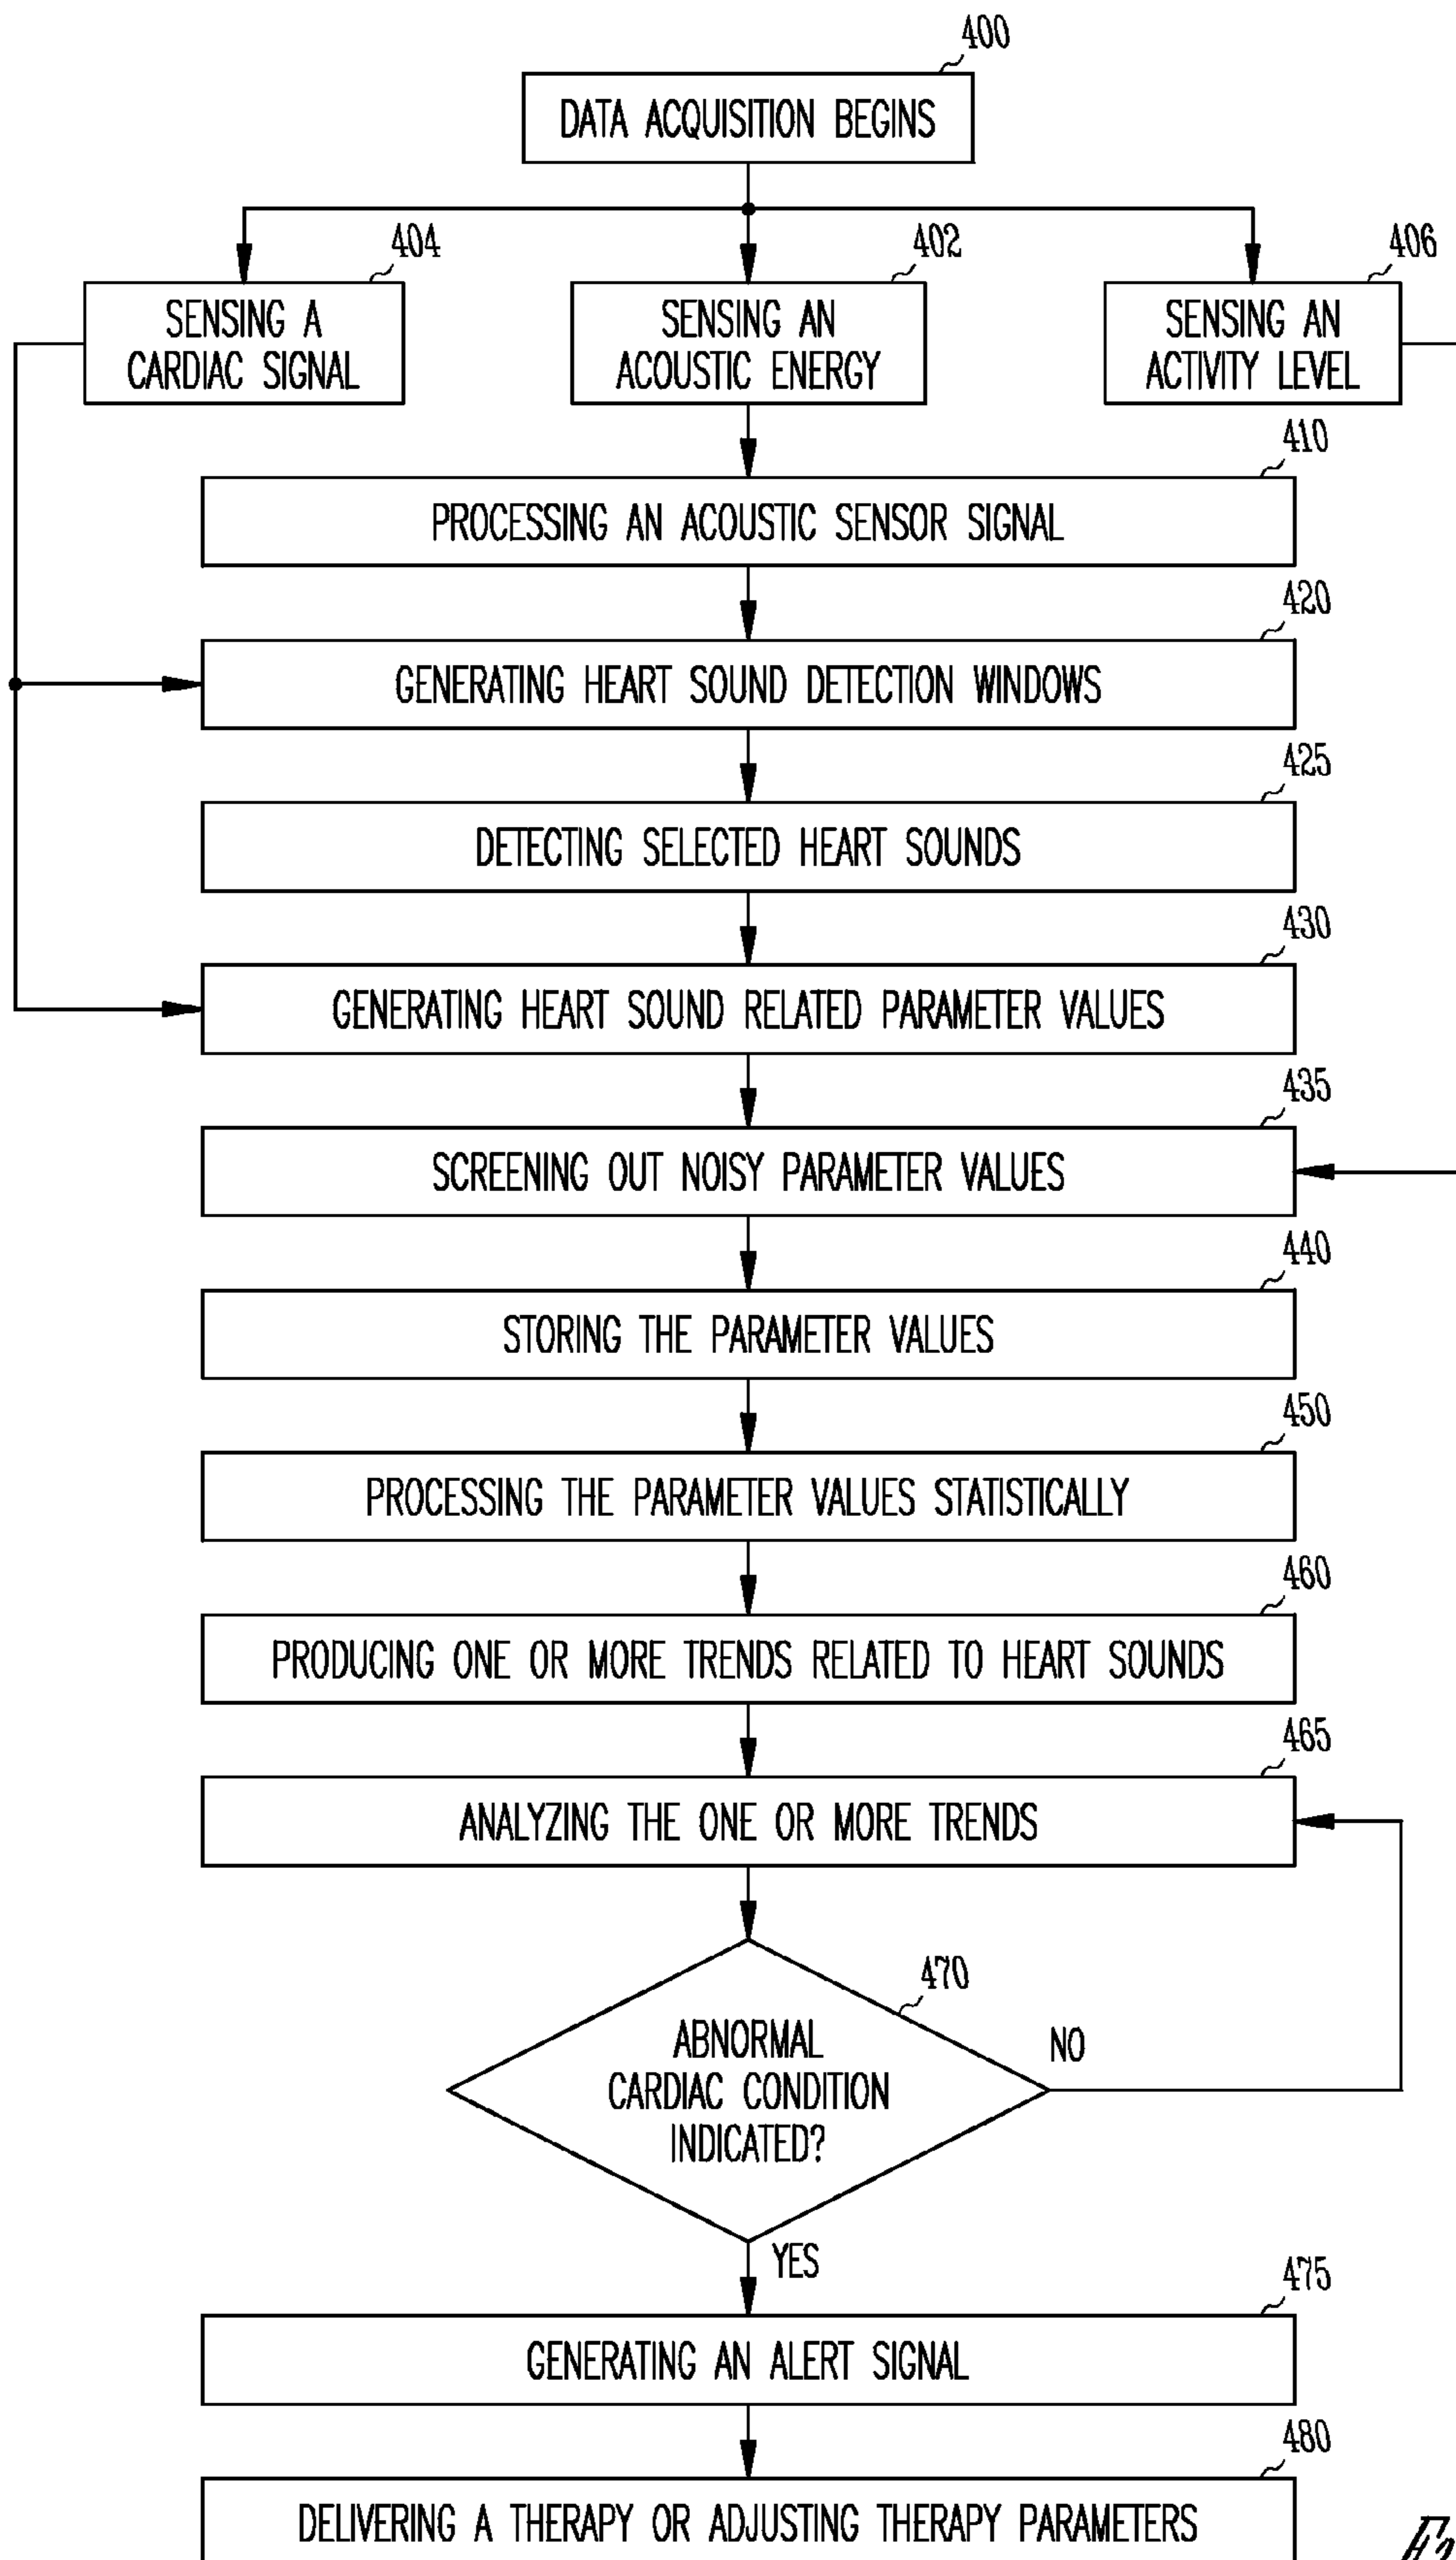 400
DATA ACQUISITION BEGINS
404
402
406
SENSING A
CARDIAC SIGNAL
SENSING AN
ACOUSTIC ENERGY
SENSING AN
ACTIVITY LEVEL
410
PROCESSING AN ACOUSTIC SENSOR SIGNAL
420
GENERATING HEART SOUND DETECTION WINDOWS
425
DETECTING SELECTED HEART SOUNDS
430
GENERATING HEART SOUND RELATED PARAMETER VALUES
435
SCREENING OUT NOISY PARAMETER VALUES
440
STORING THE PARAMETER VALUES
450
PROCESSING THE PARAMETER VALUES STATISTICALLY
460
PRODUCING ONE OR MORE TRENDS RELATED TO HEART SOUNDS
465
ANALYZING THE ONE OR MORE TRENDS
470
ABNORMAL
CARDIAC CONDITION
INDICATED?
NO
YES
475
GENERATING AN ALERT SIGNAL
480
DELIVERING A THERAPY OR ADJUSTING THERAPY PARAMETERS